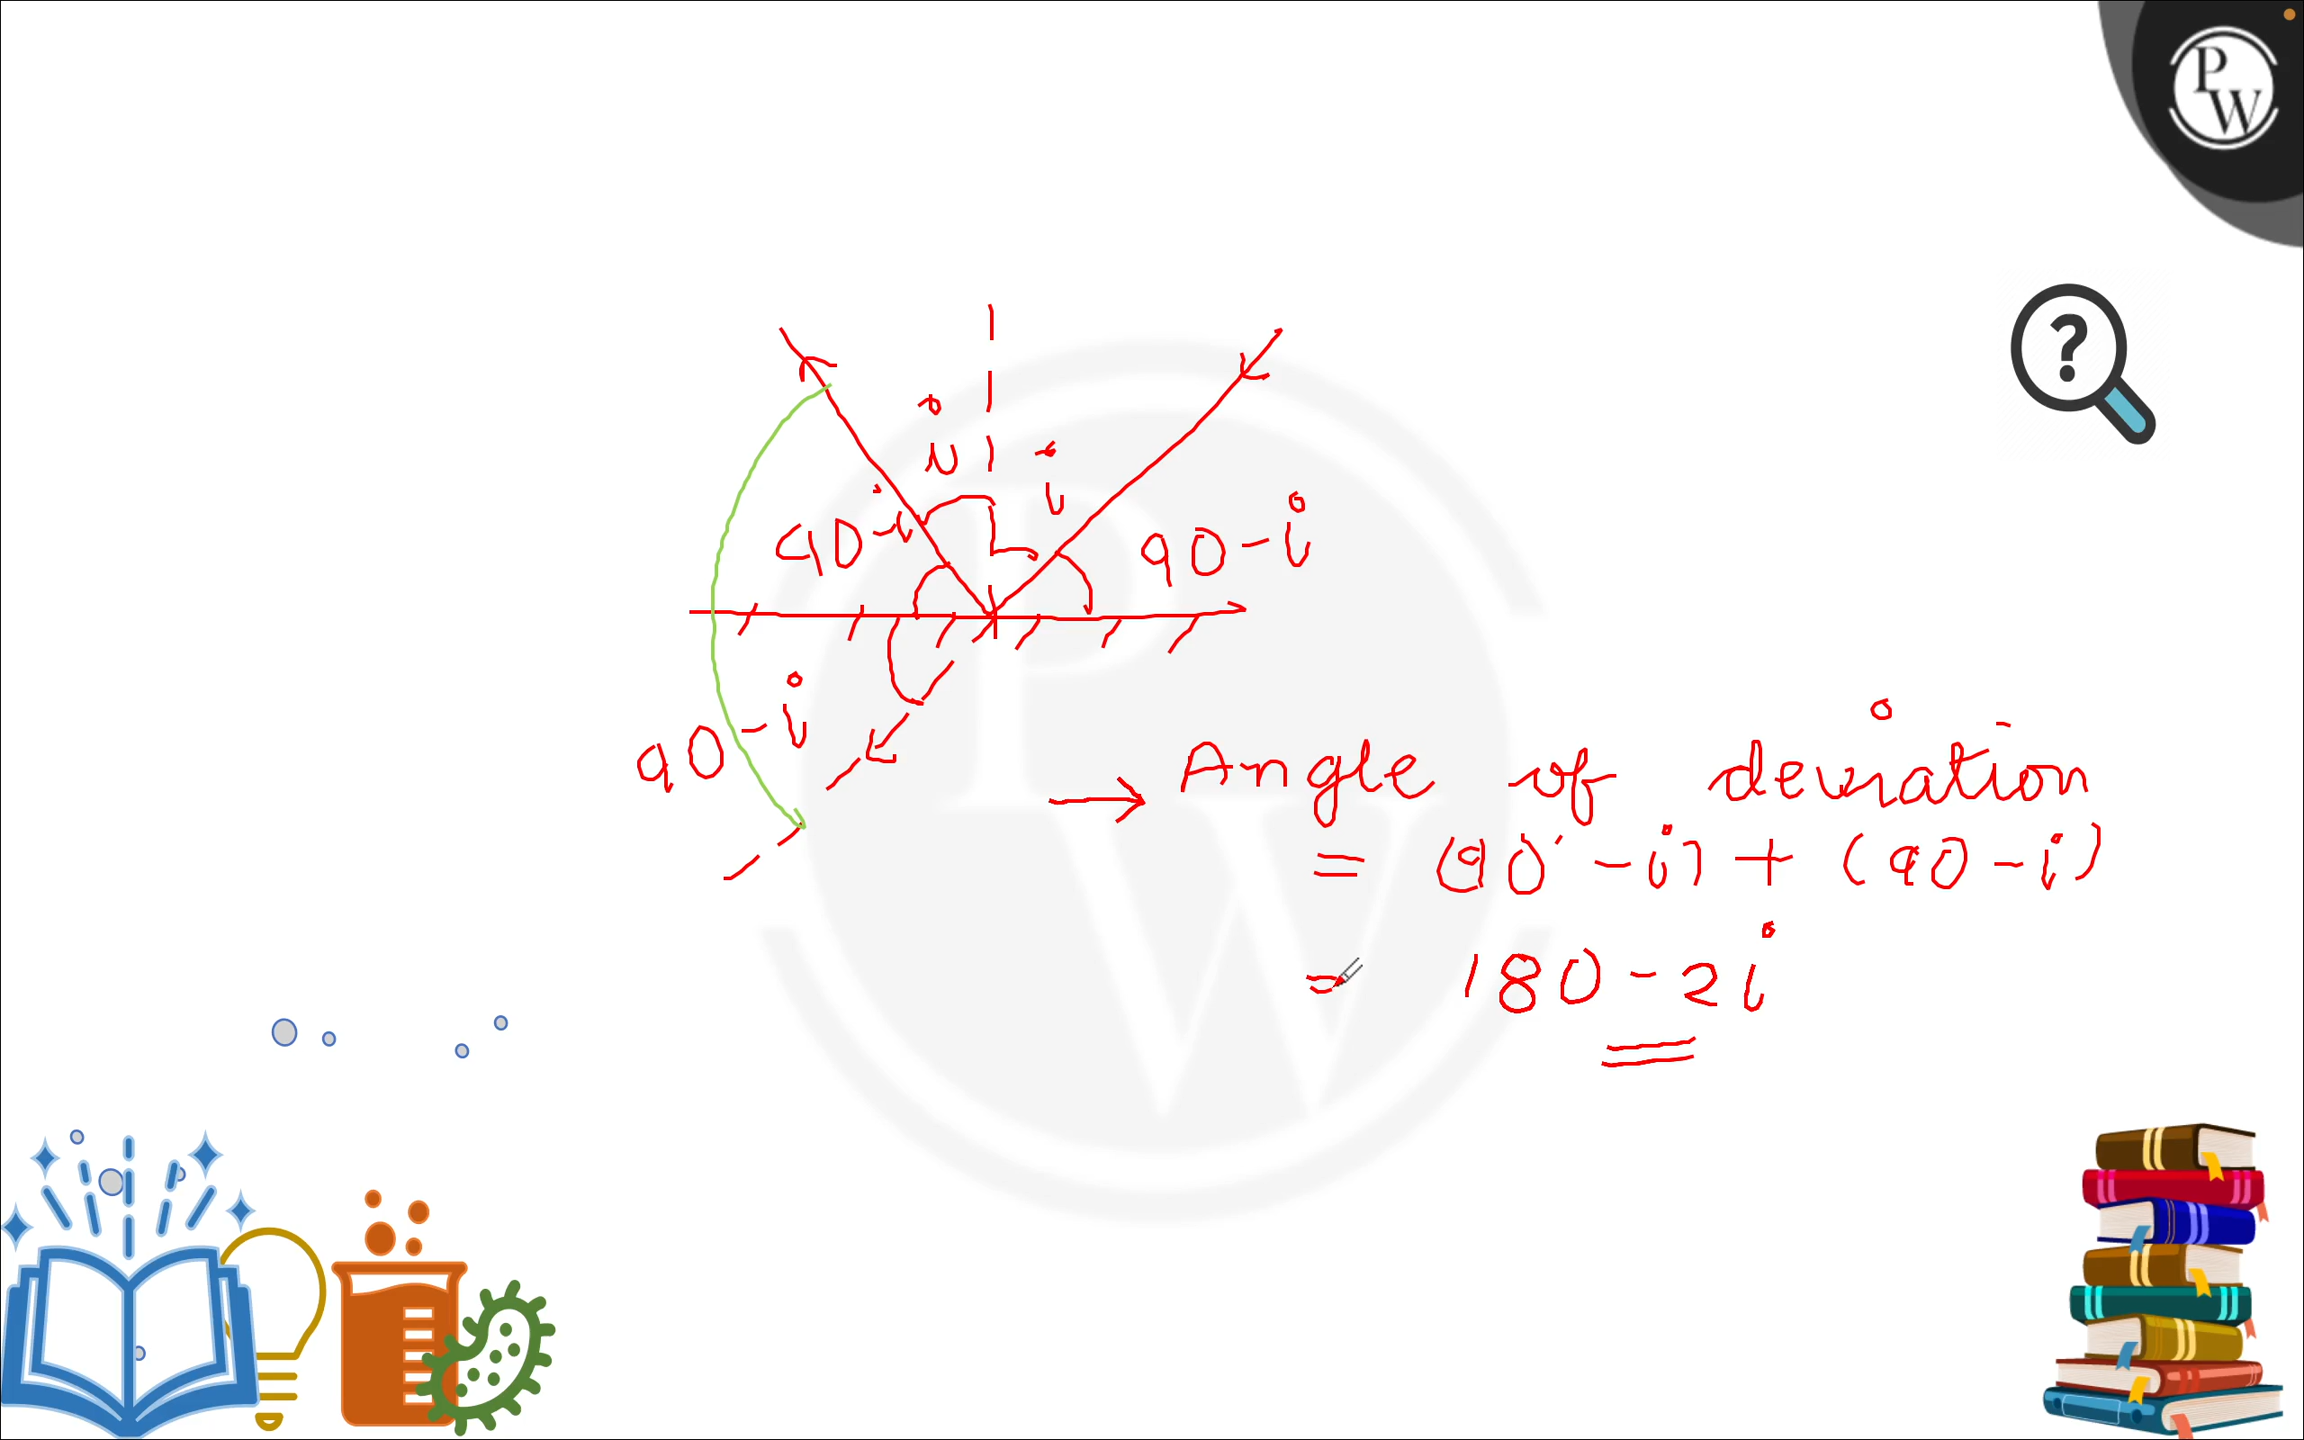 P
W
?
i
i
90-i
90-i
90-i
→ Angle of deviation
= (90°-i) + (90-i)
= 180-2i